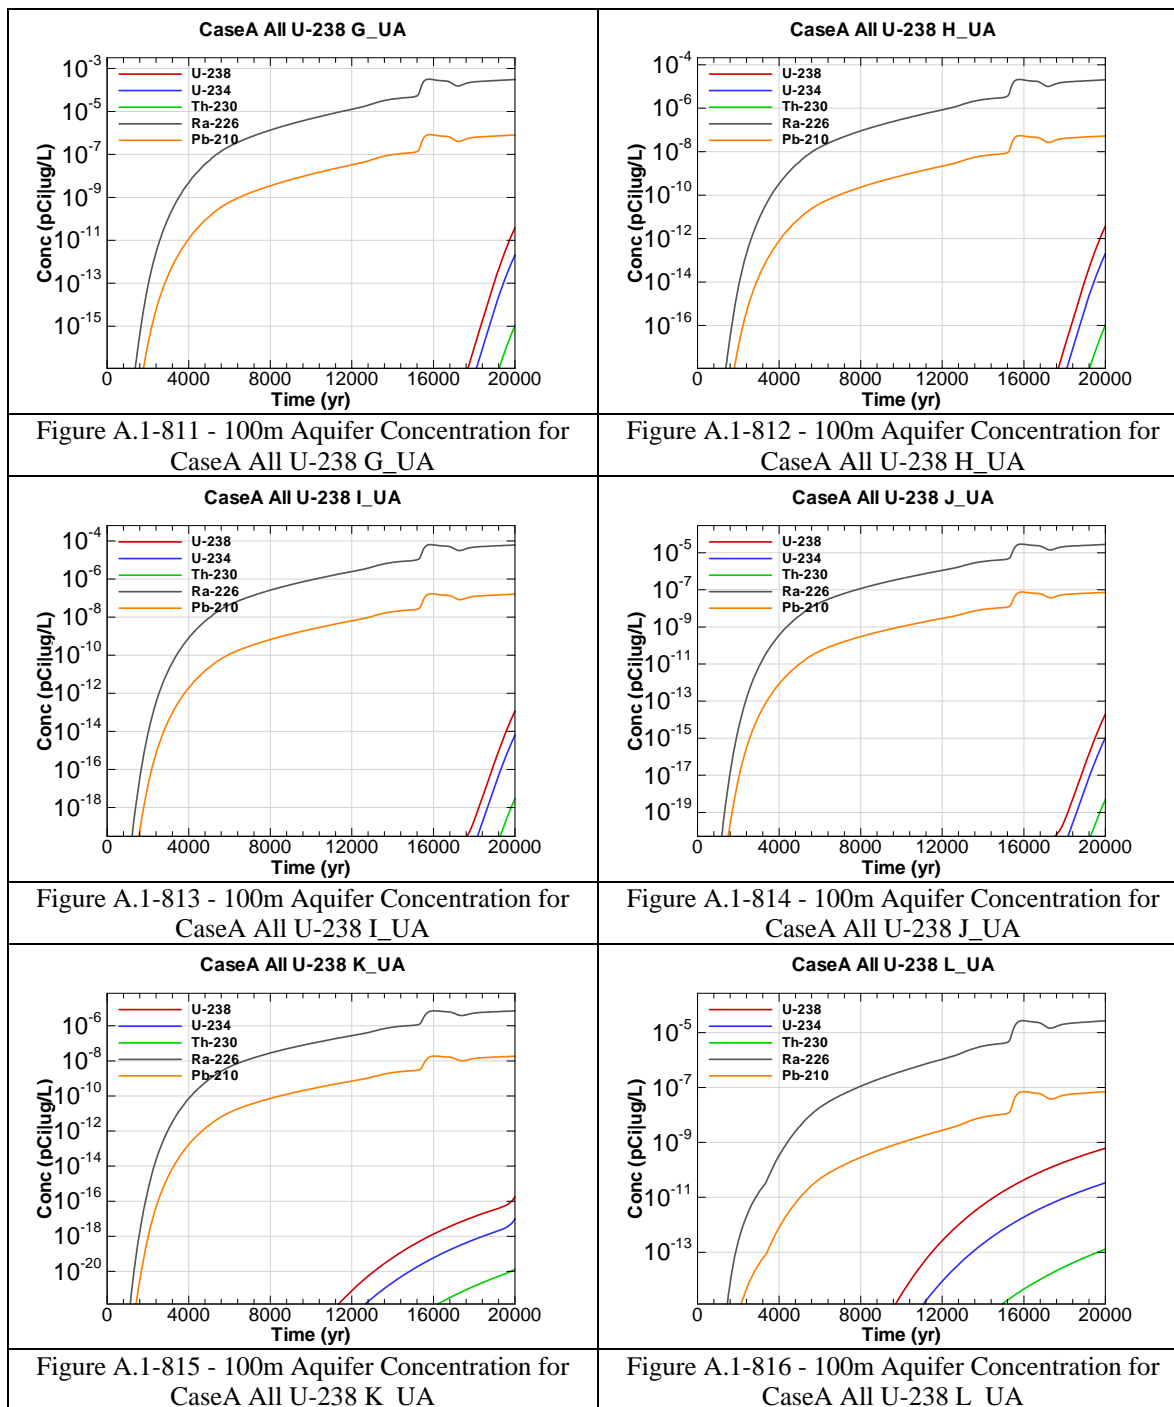 CaseA All U-238 G_UA
Conc (pCi|ug/L)
10-3
10-5
10-7
10-9
10-11
10-13
10-15
U-238
U-234
Th-230
Ra-226
Pb-210
0 4000 8000 12000 16000 20000
Time (yr)
Figure A.1-811 - 100m Aquifer Concentration for
CaseA All U-238 G_UA
CaseA All U-238 H_UA
Conc (pCi|ug/L)
10-4
10-6
10-8
10-10
10-12
10-14
10-16
U-238
U-234
Th-230
Ra-226
Pb-210
0 4000 8000 12000 16000 20000
Time (yr)
Figure A.1-812 - 100m Aquifer Concentration for
CaseA All U-238 H_UA
CaseA All U-238 I_UA
Conc (pCi|ug/L)
10-4
10-6
10-8
10-10
10-12
10-14
10-16
10-18
U-238
U-234
Th-230
Ra-226
Pb-210
0 4000 8000 12000 16000 20000
Time (yr)
Figure A.1-813 - 100m Aquifer Concentration for
CaseA All U-238 I_UA
CaseA All U-238 J_UA
Conc (pCi|ug/L)
10-5
10-7
10-9
10-11
10-13
10-15
10-17
10-19
U-238
U-234
Th-230
Ra-226
Pb-210
0 4000 8000 12000 16000 20000
Time (yr)
Figure A.1-814 - 100m Aquifer Concentration for
CaseA All U-238 J_UA
CaseA All U-238 K_UA
Conc (pCi|ug/L)
10-6
10-8
10-10
10-12
10-14
10-16
10-18
10-20
U-238
U-234
Th-230
Ra-226
Pb-210
0 4000 8000 12000 16000 20000
Time (yr)
Figure A.1-815 - 100m Aquifer Concentration for
CaseA All U-238 K_UA
CaseA All U-238 L_UA
Conc (pCi|ug/L)
10-5
10-7
10-9
10-11
10-13
U-238
U-234
Th-230
Ra-226
Pb-210
0 4000 8000 12000 16000 20000
Time (yr)
Figure A.1-816 - 100m Aquifer Concentration for
CaseA All U-238 L_UA